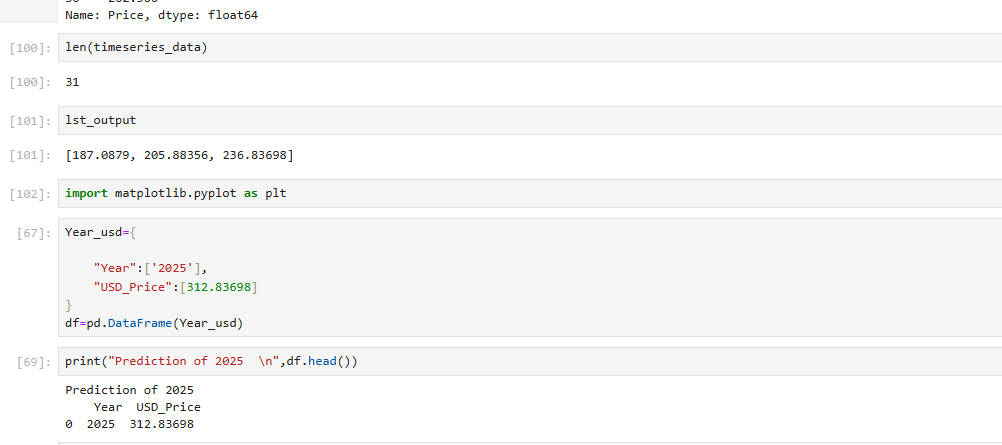 Name: Price, dtype: float64
[100]: len(timeseries_data)
[100]: 31
[101]: lst_output
[101]: [187.0879, 205.88356, 236.83698]
[102]: import matplotlib.pyplot as plt
[67]: Year_usd={
"Year":['2025'],
"USD_Price":[312.83698]
}
df=pd.DataFrame(Year_usd)
[69]: print("Prediction of 2025  \n",df.head())
Prediction of 2025
Year  USD_Price
0  2025  312.83698